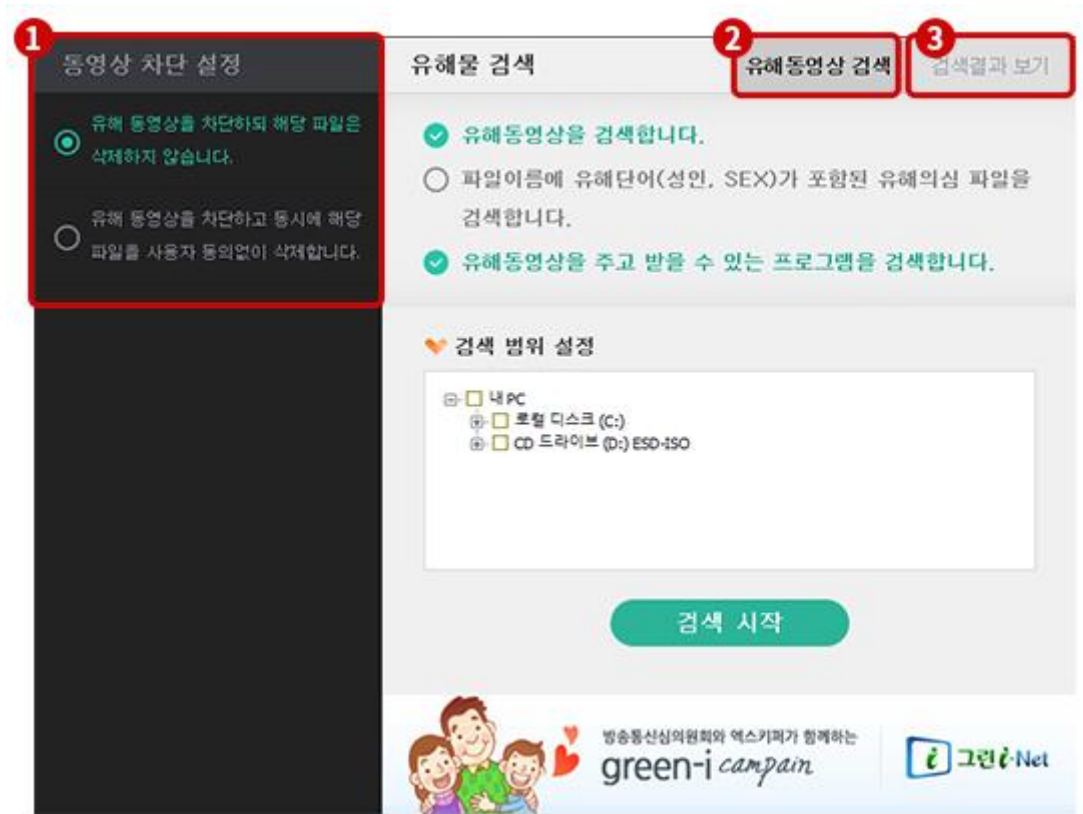 1
동영상 차단 설정
유해 동영상을 차단하되 해당 파일은
삭제하지 않습니다.
유해 동영상을 차단하고 동시에 해당
파일을 사용자 동의없이 삭제합니다.
유해물 검색
2
유해동영상 검색
3
검색결과 보기
유해동영상을 검색합니다.
파일이름에 유해단어(성인, SEX)가 포함된 유해의심 파일을
검색합니다.
유해동영상을 주고 받을 수 있는 프로그램을 검색합니다.
검색 범위 설정
내 PC
로컬 디스크 (C:)
CD 드라이브 (D:) ESD-ISO
검색 시작
방송통신심의원회와 엑스키퍼가 함께하는
green-i campain
i 그린 i-Net